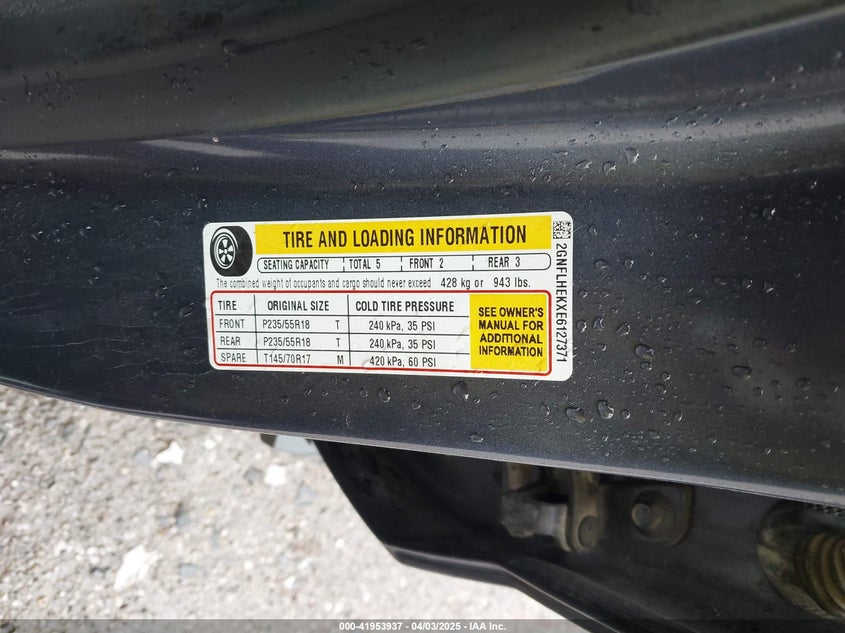 TIRE AND LOADING INFORMATION
SEATING CAPACITY TOTAL 5 FRONT 2 REAR 3
The combined weight of occupants and cargo should never exceed 428 kg or 943 lbs.
TIRE ORIGINAL SIZE COLD TIRE PRESSURE
FRONT P235/55R18 T 240 kPa, 35 PSI
REAR P235/55R18 T 240 kPa, 35 PSI
SPARE T145/70R17 M 420 kPa, 60 PSI
SEE OWNER'S
MANUAL FOR
ADDITIONAL
INFORMATION
2GNFLHEKXE6127371
000-41953937 - 04/03/2025 - IAA Inc.